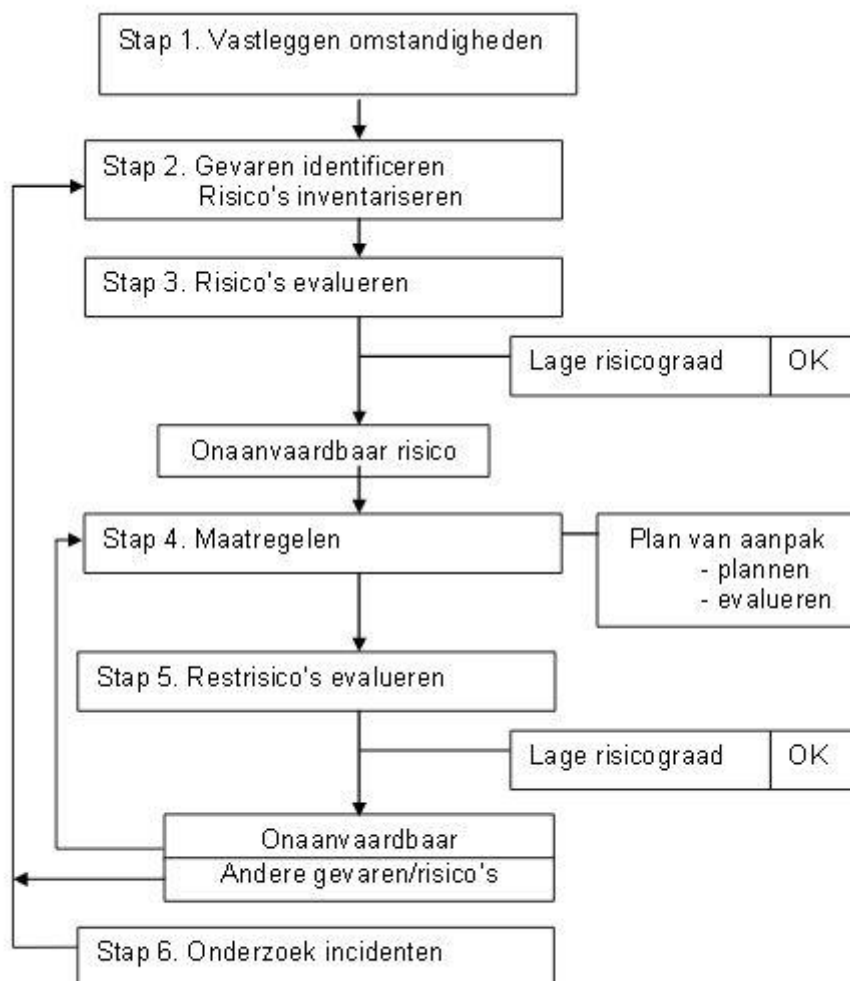 Stap 1. Vastleggen omstandigheden
Stap 2. Gevaren identificeren
Risico's inventariseren
Stap 3. Risico's evalueren
Lage risicograad OK
Onaanvaardbaar risico
Stap 4. Maatregelen
Plan van aanpak
- plannen
- evalueren
Stap 5. Restrisico's evalueren
Lage risicograad OK
Onaanvaardbaar
Andere gevaren/risico's
Stap 6. Onderzoek incidenten